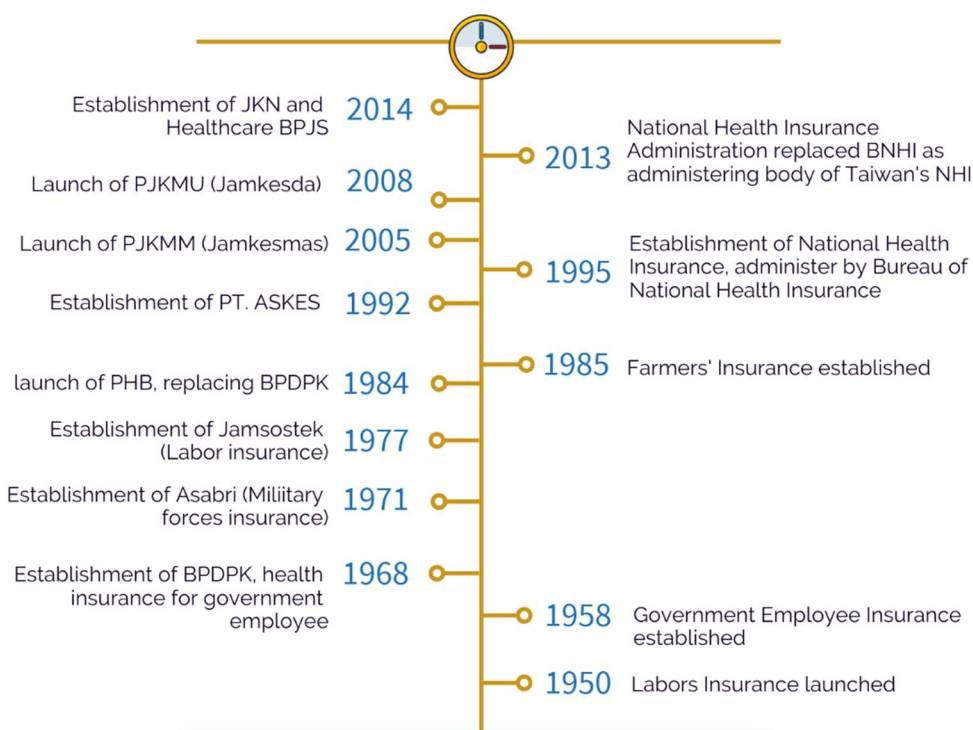 Establishment of JKN and
Healthcare BPJS
2014
2013
National Health Insurance
Administration replaced BNHI as
administering body of Taiwan's NHI
Launch of PJKMU (Jamkesda)
2008
Launch of PJKMM (Jamkesmas)
2005
1995
Establishment of National Health
Insurance, administer by Bureau of
National Health Insurance
Establishment of PT. ASKES
1992
1985
Farmers' Insurance established
launch of PHB, replacing BPDPK
1984
Establishment of Jamsostek
(Labor insurance)
1977
Establishment of Asabri (Miliitary
forces insurance)
1971
Establishment of BPDPK, health
insurance for government
employee
1968
1958
Government Employee Insurance
established
1950
Labors Insurance launched